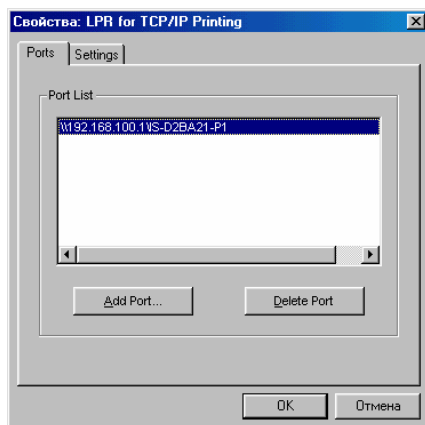 Свойства: LPR for TCP/IP Printing
Ports Settings
Port List
\\192.168.100.1\IS-D2BA21-P1
Add Port... Delete Port
OK Отмена